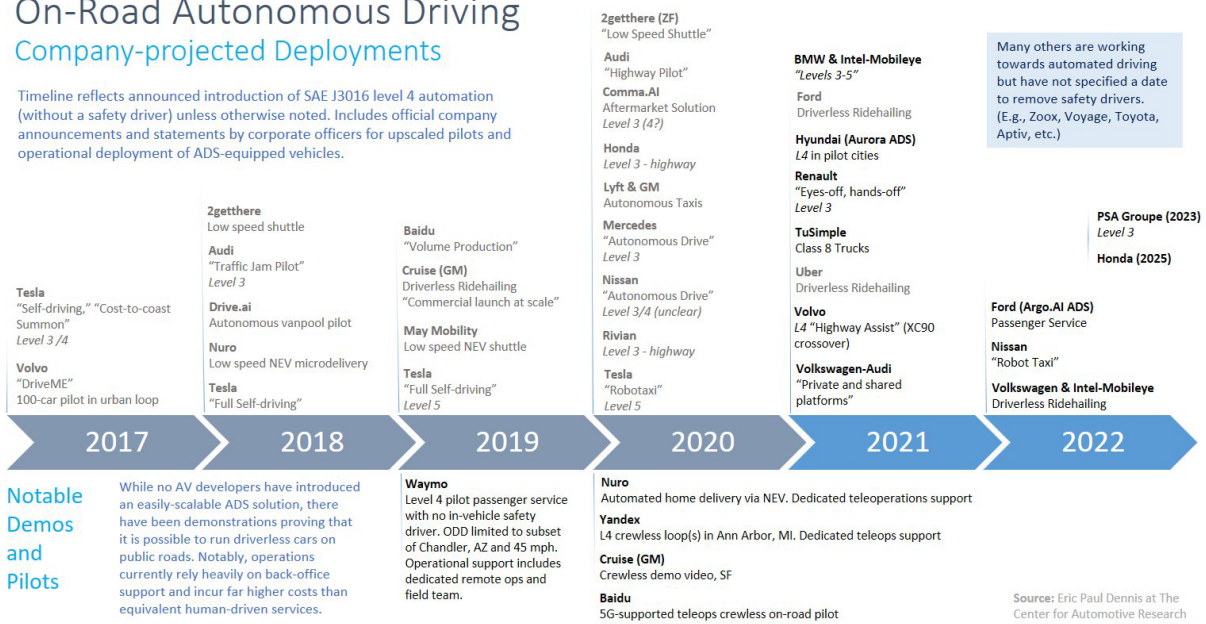 On-Road Autonomous Driving
Company-projected Deployments
Timeline reflects announced introduction of SAE J3016 level 4 automation
(without a safety driver) unless otherwise noted. Includes official company
announcements and statements by corporate officers for upscaled pilots and
operational deployment of ADS-equipped vehicles.
Tesla
“Self-driving,” “Cost-to-coast
Summon”
Level 3 /4
Volvo
“DriveME”
100-car pilot in urban loop
2getthere
Low speed shuttle
Audi
“Traffic Jam Pilot”
Level 3
Drive.ai
Autonomous vanpool pilot
Nuro
Low speed NEV microdelivery
Tesla
“Full Self-driving”
Baidu
“Volume Production”
Cruise (GM)
Driverless Ridehailing
“Commercial launch at scale”
May Mobility
Low speed NEV shuttle
Tesla
“Full Self-driving”
Level 5
2getthere (ZF)
“Low Speed Shuttle”
Audi
“Highway Pilot”
Comma.AI
Aftermarket Solution
Level 3 (4?)
Honda
Level 3 - highway
Lyft & GM
Autonomous Taxis
Mercedes
“Autonomous Drive”
Level 3
Nissan
“Autonomous Drive”
Level 3/4 (unclear)
Rivian
Level 3 - highway
Tesla
“Robotaxi”
Level 5
BMW & Intel-Mobileye
“Levels 3-5”
Ford
Driverless Ridehailing
Hyundai (Aurora ADS)
L4 in pilot cities
Renault
“Eyes-off, hands-off”
Level 3
TuSimple
Class 8 Trucks
Uber
Driverless Ridehailing
Volvo
L4 “Highway Assist” (XC90
crossover)
Volkswagen-Audi
“Private and shared
platforms”
Many others are working
towards automated driving
but have not specified a date
to remove safety drivers.
(E.g., Zoox, Voyage, Toyota,
Aptiv, etc.)
PSA Groupe (2023)
Level 3
Honda (2025)
Ford (Argo.AI ADS)
Passenger Service
Nissan
“Robot Taxi”
Volkswagen & Intel-Mobileye
Driverless Ridehailing
2017
2018
2019
2020
2021
2022
Notable
Demos
and
Pilots
While no AV developers have introduced
an easily-scalable ADS solution, there
have been demonstrations proving that
it is possible to run driverless cars on
public roads. Notably, operations
currently rely heavily on back-office
support and incur far higher costs than
equivalent human-driven services.
Waymo
Level 4 pilot passenger service
with no in-vehicle safety
driver. ODD limited to subset
of Chandler, AZ and 45 mph.
Operational support includes
dedicated remote ops and
field team.
Nuro
Automated home delivery via NEV. Dedicated teleoperations support
Yandex
L4 crewless loop(s) in Ann Arbor, MI. Dedicated teleops support
Cruise (GM)
Crewless demo video, SF
Baidu
5G-supported teleops crewless on-road pilot
Source: Eric Paul Dennis at The
Center for Automotive Research